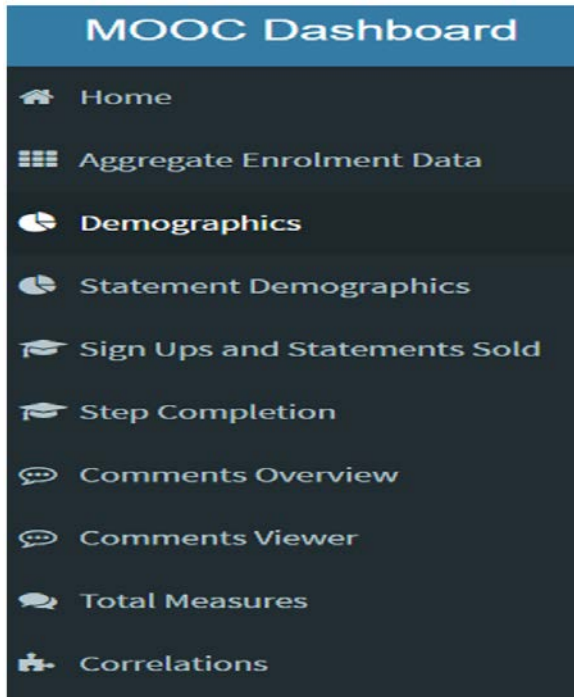 MOOC Dashboard
Home
Aggregate Enrolment Data
Demographics
Statement Demographics
Sign Ups and Statements Sold
Step Completion
Comments Overview
Comments Viewer
Total Measures
Correlations